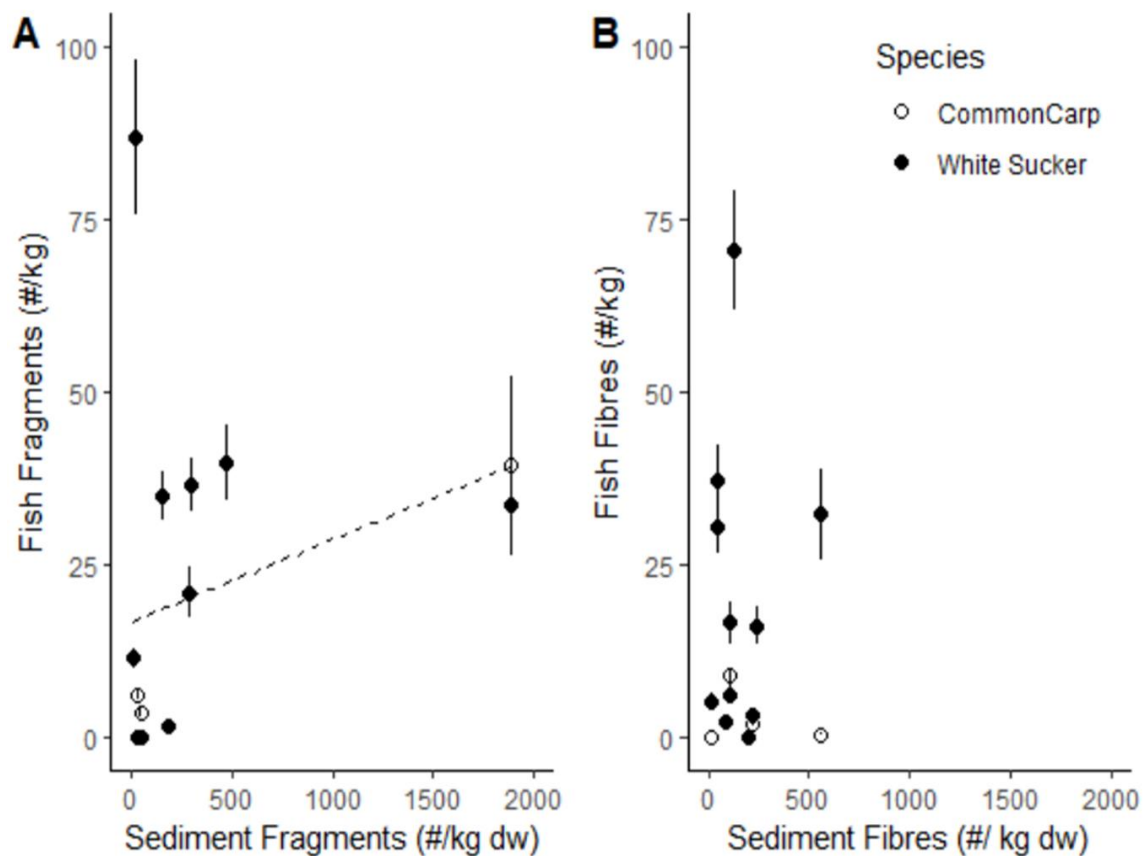 A
Fish Fragments (#/kg)
100
75
50
25
0
0 500 1000 1500 2000
Sediment Fragments (#/kg dw)
B
Species
CommonCarp
White Sucker
Fish Fibres (#/kg)
100
75
50
25
0
0 500 1000 1500 2000
Sediment Fibres (#/ kg dw)